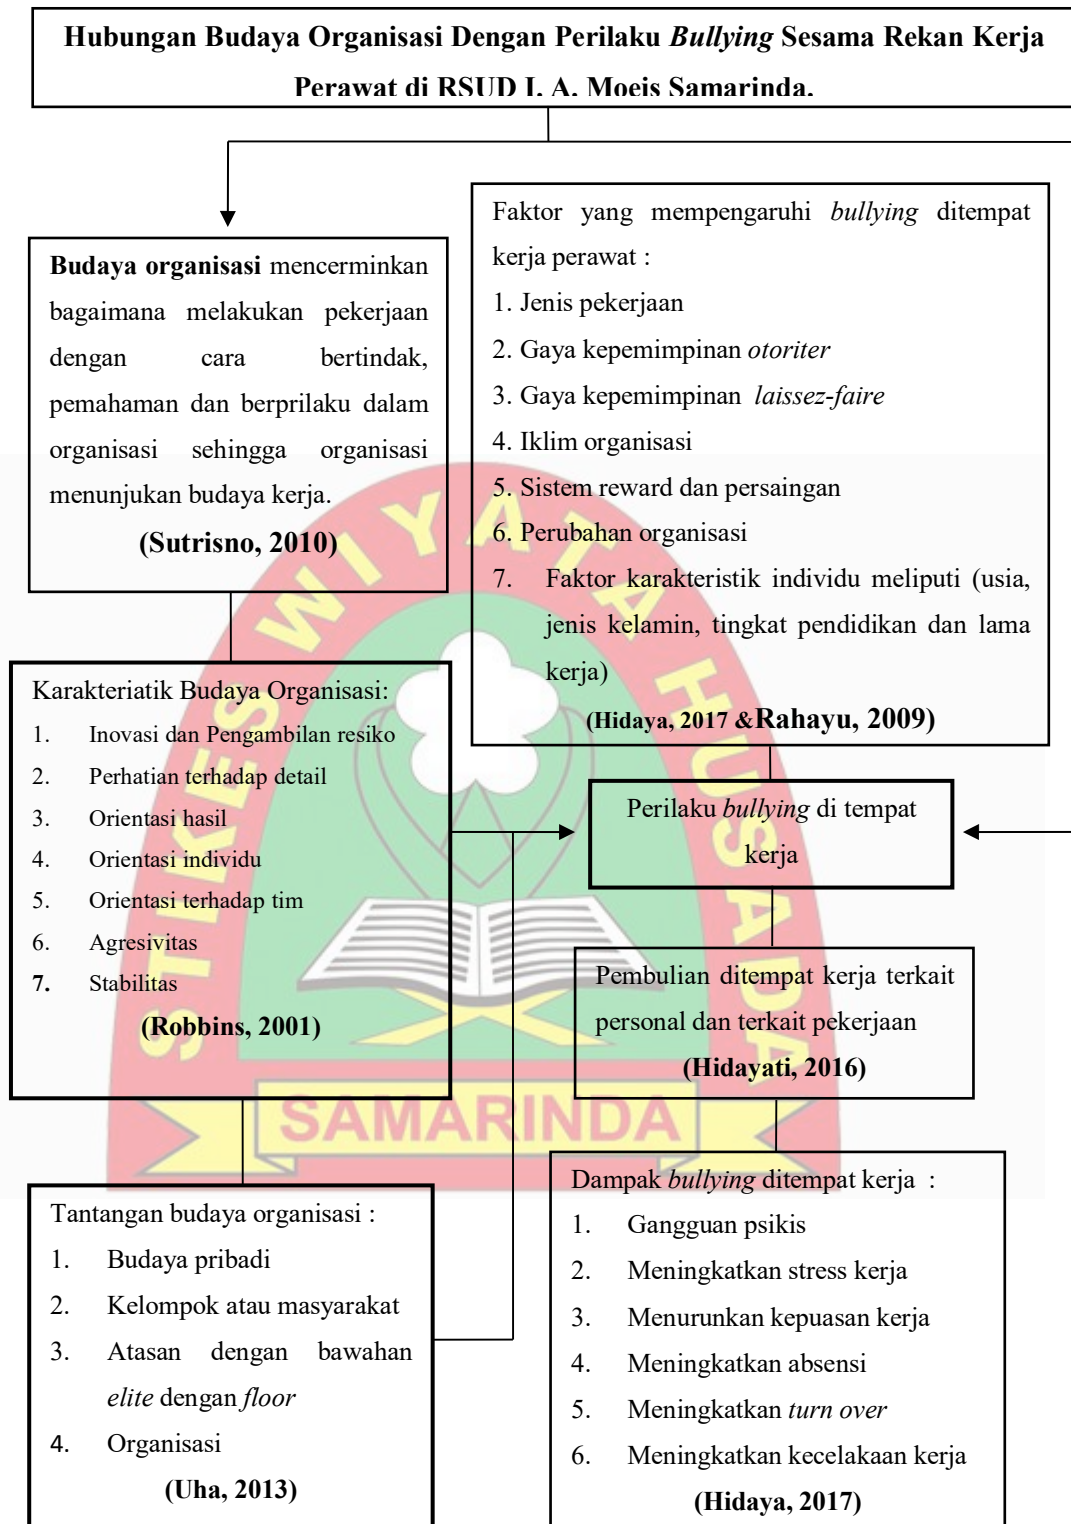 Hubungan Budaya Organisasi Dengan Perilaku Bullying Sesama Rekan Kerja
Perawat di RSUD I. A. Moeis Samarinda.
Budaya organisasi mencerminkan
bagaimana melakukan pekerjaan
dengan cara bertindak,
pemahaman dan berprilaku dalam
organisasi sehingga organisasi
menunjukan budaya kerja.
(Sutrisno, 2010)
Faktor yang mempengaruhi bullying ditempat
kerja perawat :
1. Jenis pekerjaan
2. Gaya kepemimpinan otoriter
3. Gaya kepemimpinan laissez-faire
4. Iklim organisasi
5. Sistem reward dan persaingan
6. Perubahan organisasi
7. Faktor karakteristik individu meliputi (usia,
jenis kelamin, tingkat pendidikan dan lama
kerja)
(Hidaya, 2017 &Rahayu, 2009)
Karakteriatik Budaya Organisasi:
1. Inovasi dan Pengambilan resiko
2. Perhatian terhadap detail
3. Orientasi hasil
4. Orientasi individu
5. Orientasi terhadap tim
6. Agresivitas
7. Stabilitas
(Robbins, 2001)
Perilaku bullying di tempat
kerja
Pembulian ditempat kerja terkait
personal dan terkait pekerjaan
(Hidayati, 2016)
Tantangan budaya organisasi :
1. Budaya pribadi
2. Kelompok atau masyarakat
3. Atasan dengan bawahan
elite dengan floor
4. Organisasi
(Uha, 2013)
Dampak bullying ditempat kerja :
1. Gangguan psikis
2. Meningkatkan stress kerja
3. Menurunkan kepuasan kerja
4. Meningkatkan absensi
5. Meningkatkan turn over
6. Meningkatkan kecelakaan kerja
(Hidaya, 2017)
STIKES WIYATA HUSADA
SAMARINDA